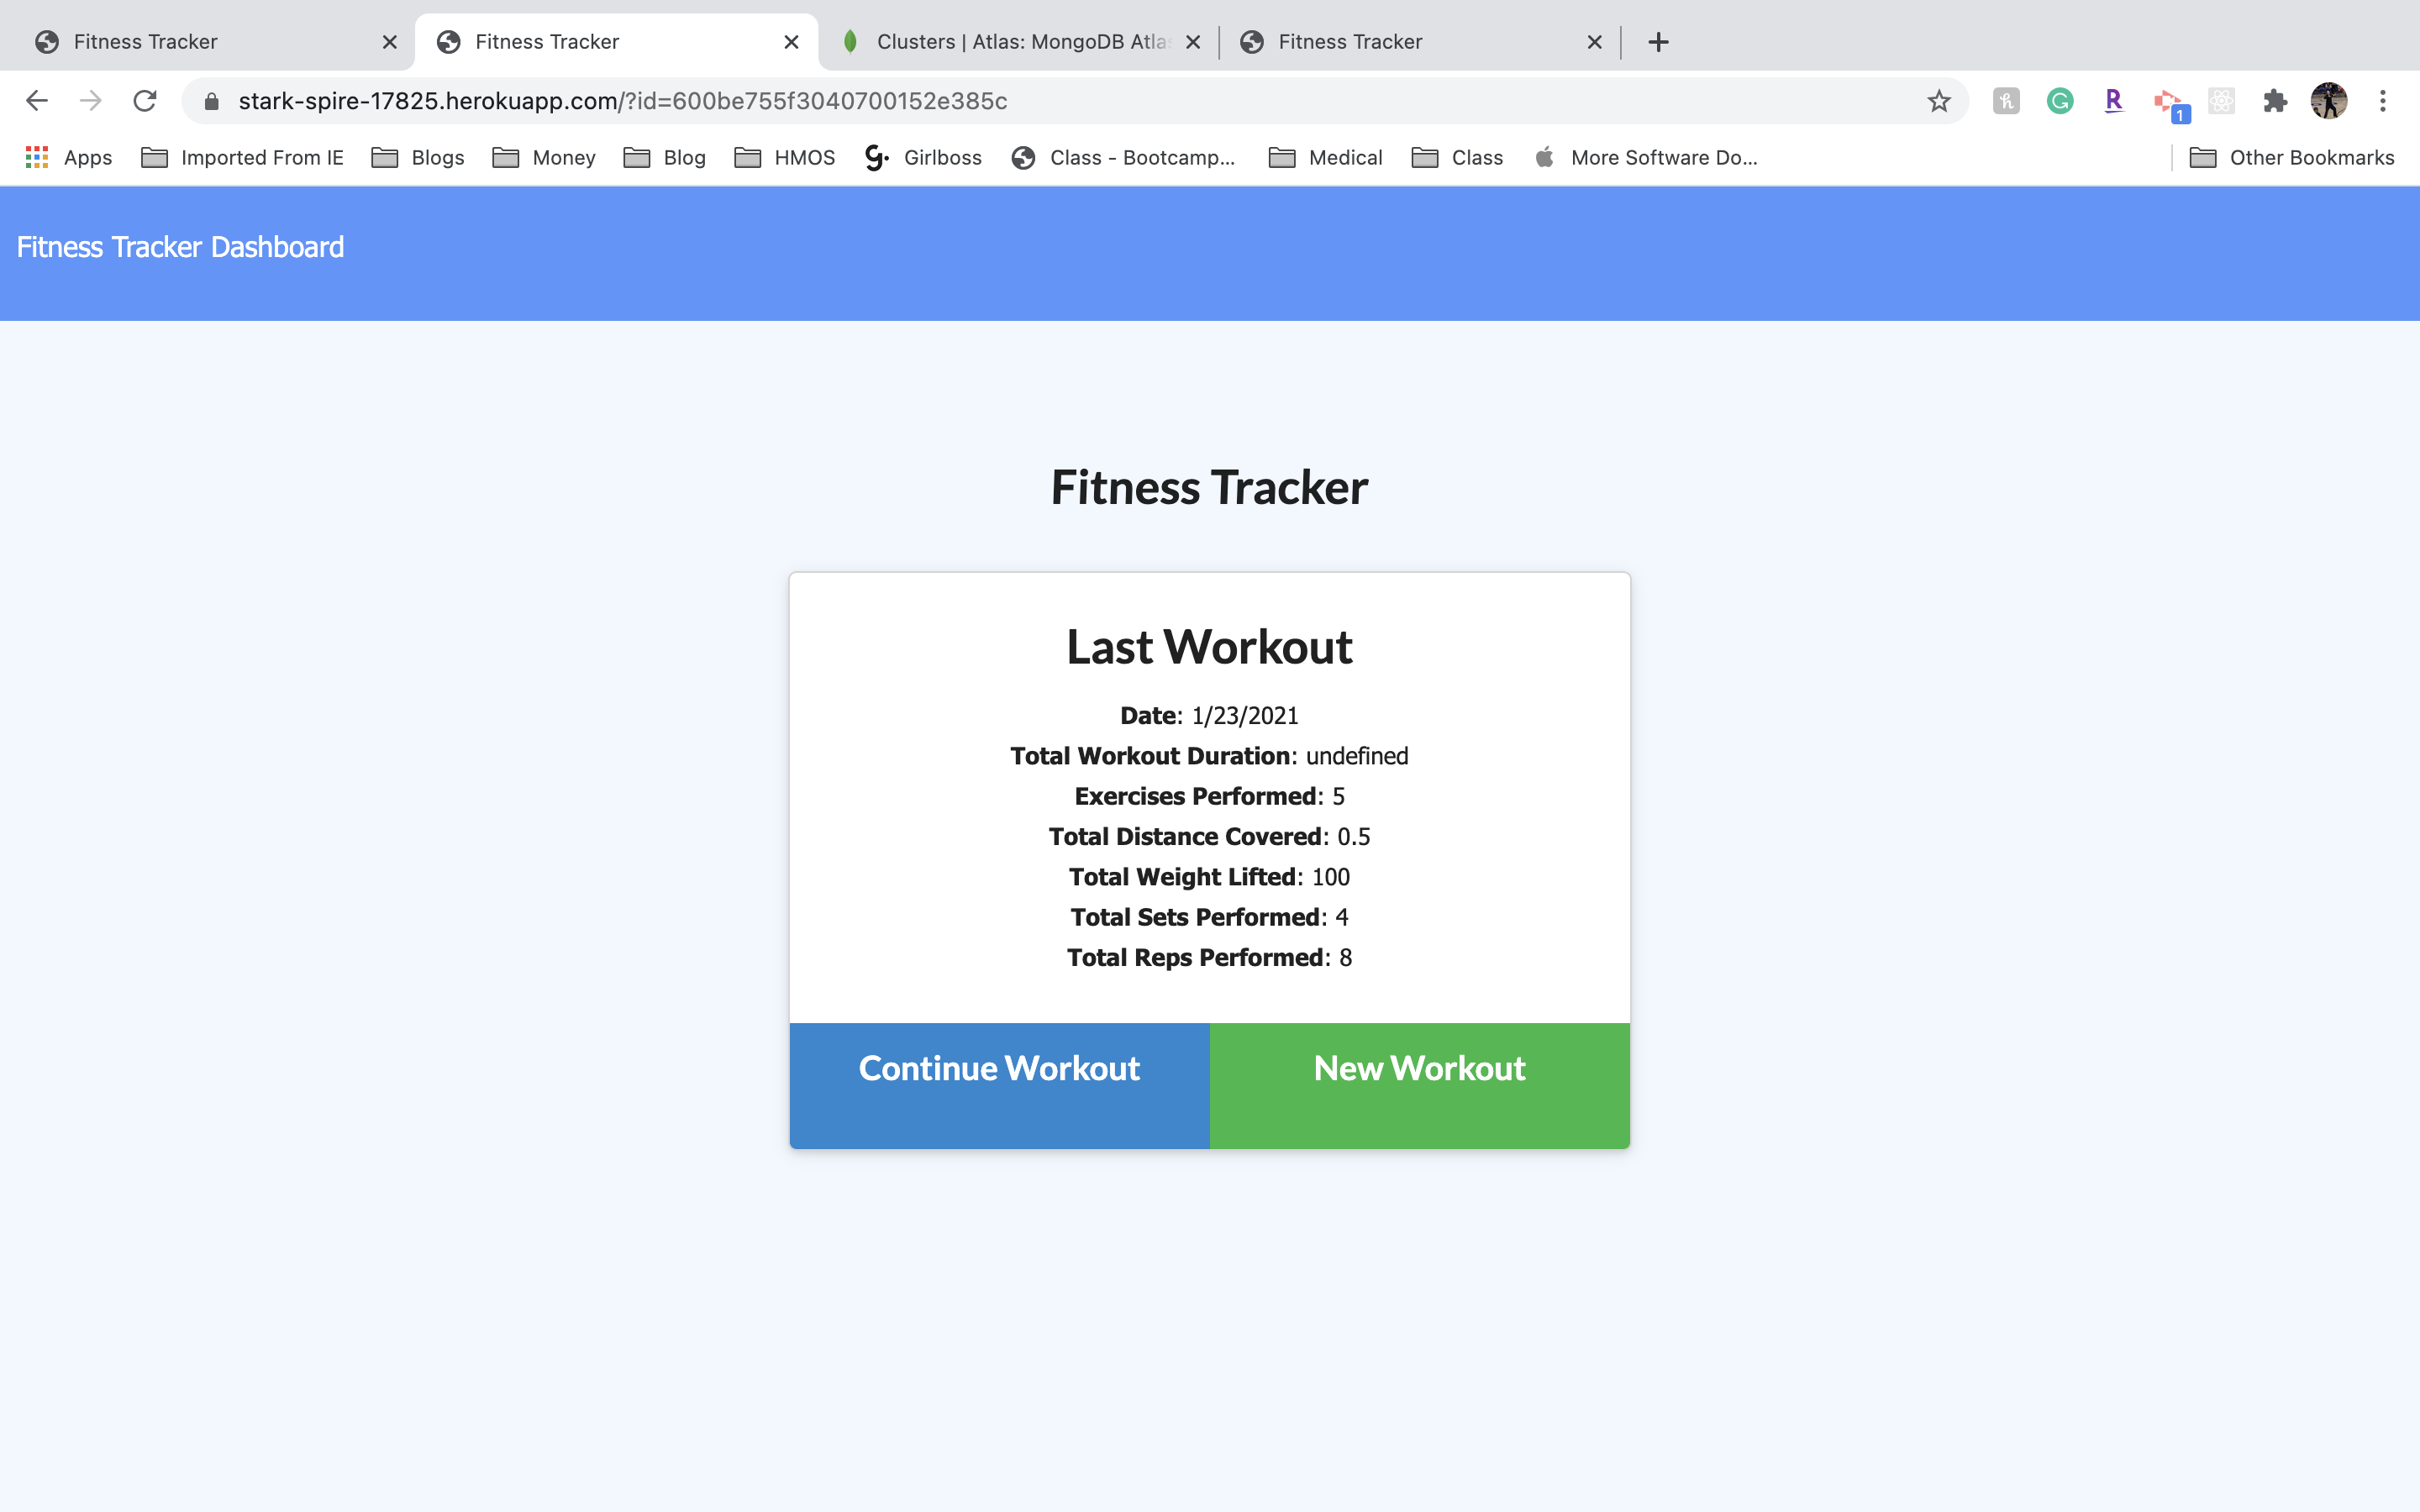 Fitness Tracker
Fitness Tracker
Clusters | Atlas: MongoDB Atla
Fitness Tracker
stark-spire-17825.herokuapp.com/?id=600be755f3040700152e385c
1
Apps
Imported From IE
Blogs
Money
Blog
HMOS
Girlboss
Class - Bootcamp...
Medical
Class
More Software Do...
Other Bookmarks
Fitness Tracker Dashboard
Fitness Tracker
Last Workout
Date: 1/23/2021
Total Workout Duration: undefined
Exercises Performed: 5
Total Distance Covered: 0.5
Total Weight Lifted: 100
Total Sets Performed: 4
Total Reps Performed: 8
Continue Workout
New Workout